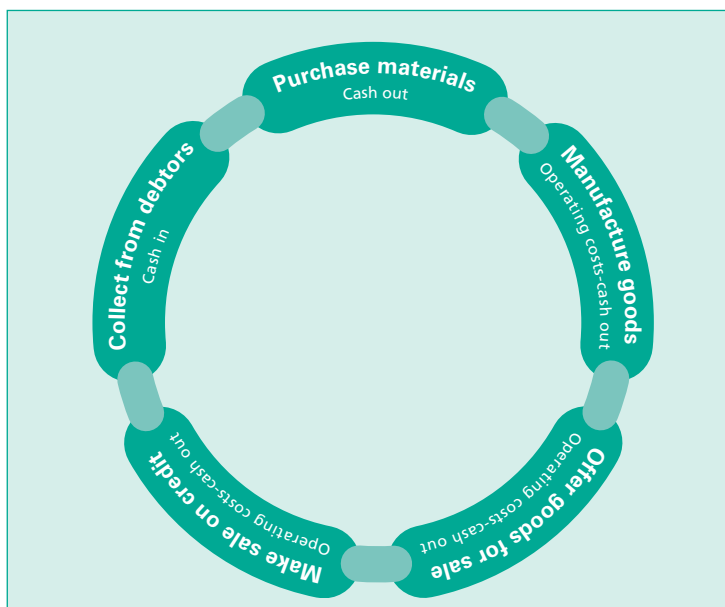 Purchase materials
Cash out
Manufacture goods
Operating costs-cash out
Offer goods for sale
Operating costs-cash out
Make sale on credit
Operating costs-cash out
Collect from debtors
Cash in